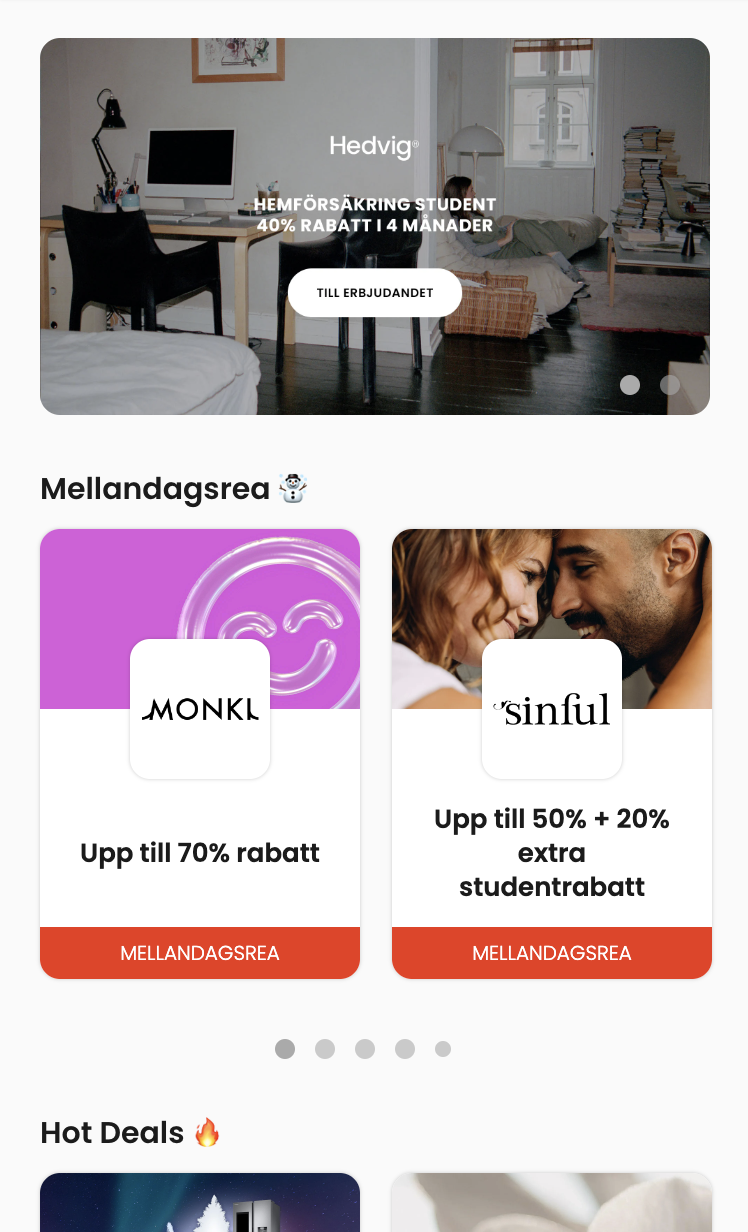 Hedvig®
HEMFÖRSÄKRING STUDENT
40% RABATT I 4 MÅNADER
TILL ERBJUDANDET
Mellandagsrea ☃️
MONKI
sinful
Upp till 70% rabatt
Upp till 50% + 20%
extra
studentrabatt
MELLANDAGSREA
MELLANDAGSREA
Hot Deals 🔥